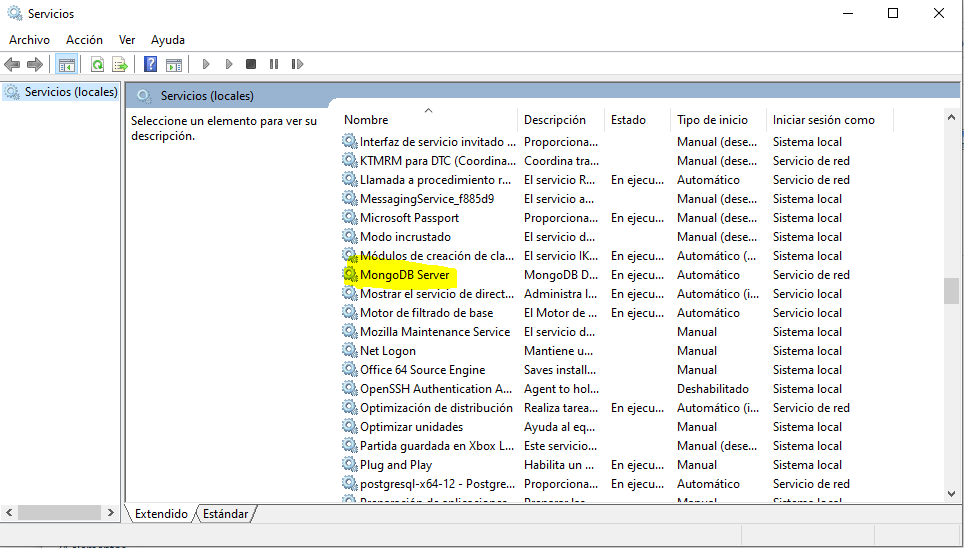 Servicios
Archivo Acción Ver Ayuda
Servicios (locales)
Servicios (locales)
Seleccione un elemento para ver su
descripción.
Nombre Descripción Estado Tipo de inicio Iniciar sesión como
Interfaz de servicio invitado ... Proporciona... Manual (dese... Sistema local
KTMRM para DTC (Coordina... Coordina tra... Manual (dese... Servicio de red
Llamada a procedimiento r... El servicio R... En ejecu... Automático Servicio de red
MessagingService_f885d9 El servicio a... Manual (dese... Sistema local
Microsoft Passport Proporciona... En ejecu... Manual (dese... Sistema local
Modo incrustado El servicio d... Manual (dese... Sistema local
Módulos de creación de cla... El servicio IK... En ejecu... Automático (... Sistema local
MongoDB Server MongoDB D... En ejecu... Automático Servicio de red
Mostrar el servicio de direct... Administra l... En ejecu... Automático (i... Servicio local
Motor de filtrado de base El Motor de ... En ejecu... Automático Servicio local
Mozilla Maintenance Service El servicio d... Manual Sistema local
Net Logon Mantiene u... Manual Sistema local
Office 64 Source Engine Saves install... Manual Sistema local
OpenSSH Authentication A... Agent to hol... Deshabilitado Sistema local
Optimización de distribución Realiza tarea... En ejecu... Automático (i... Servicio de red
Optimizar unidades Ayuda al eq... Manual Sistema local
Partida guardada en Xbox L... Este servicio... Manual (dese... Sistema local
Plug and Play Habilita un ... En ejecu... Manual Sistema local
postgresql-x64-12 - Postgre... Proporciona... En ejecu... Automático Servicio de red
Extendido Estándar